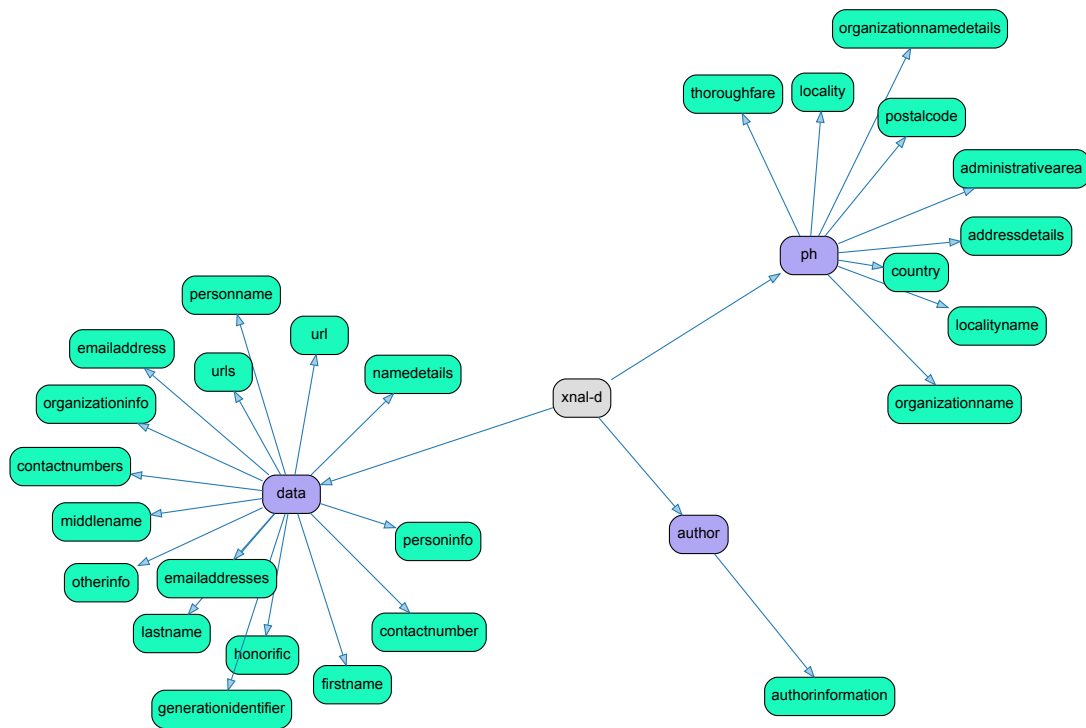 organizationnamedetails
thoroughfare
locality
postalcode
administrativearea
addressdetails
ph
country
localityname
personname
url
emailaddress
urls
namedetails
organizationinfo
xnal-d
organizationname
contactnumbers
data
middlename
author
personinfo
otherinfo
emailaddresses
lastname
contactnumber
honorific
firstname
generationidentifier
authorinformation